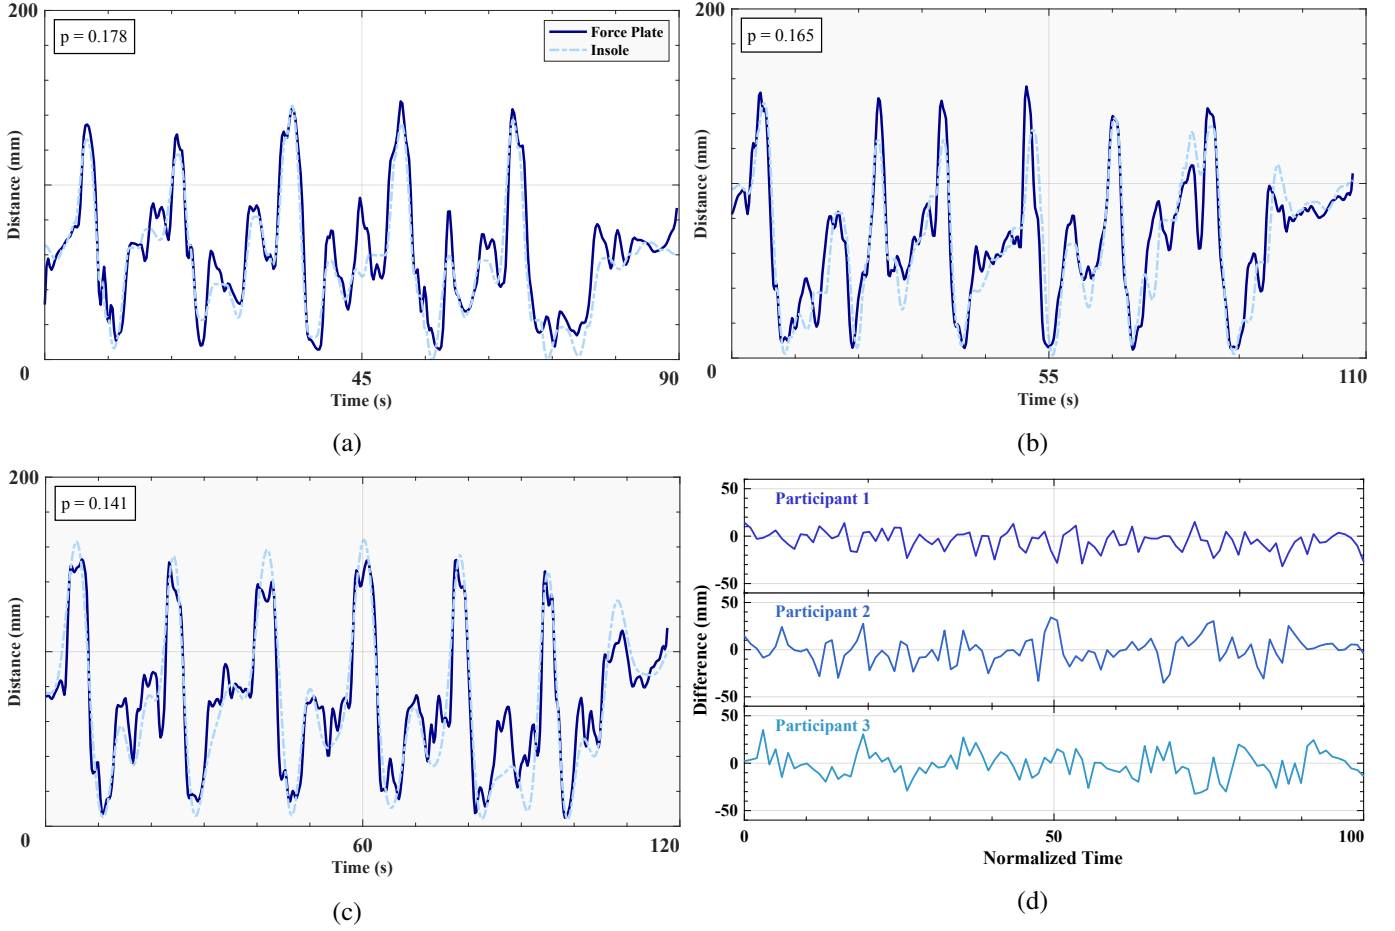 200
p = 0.178
Force Plate
Insole
Distance (mm)
0
45
90
Time (s)
(a)
200
p = 0.165
Distance (mm)
0
55
110
Time (s)
(b)
200
p = 0.141
Distance (mm)
0
60
120
Time (s)
(c)
50
Participant 1
0
-50
50
Participant 2
0
-50
50
Participant 3
0
-50
Difference (mm)
0
50
100
Normalized Time
(d)